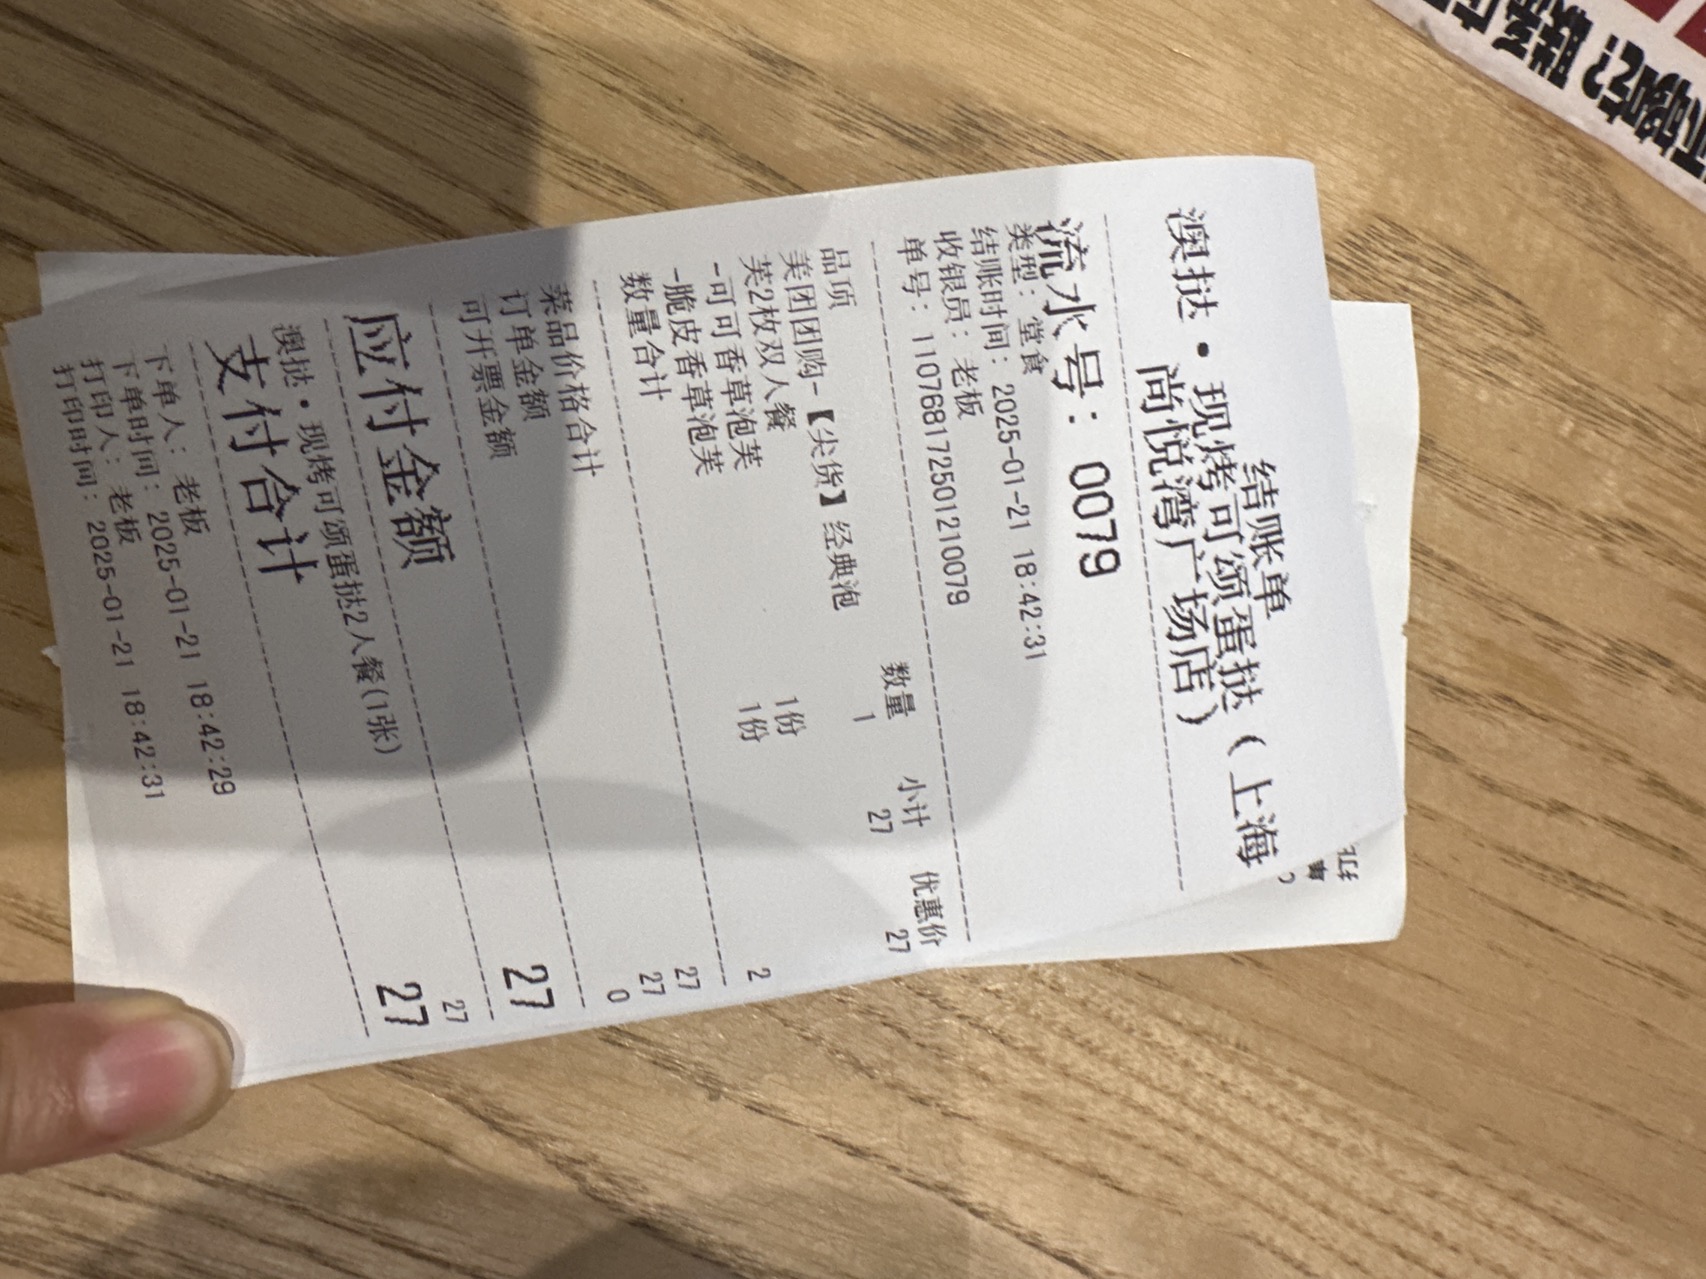 结账单
澳挞·现烤可颂蛋挞（上海
尚悦湾广场店）
流水号：0079
类型：堂食
结账时间：2025-01-21 18:42:31
收银员：老板
单号：110768172501210079
品项 数量 小计 优惠价
美团团购-【尖货】经典泡 1 27 27
芙2枚双人餐
-可可香草泡芙 1份
-脆皮香草泡芙 1份
数量合计 2
菜品价格合计 27
订单金额 27
可开票金额 0
应付金额 27
澳挞·现烤可颂蛋挞2人餐(1张) 27
支付合计 27
下单人：老板
下单时间：2025-01-21 18:42:29
打印人：老板
打印时间：2025-01-21 18:42:31